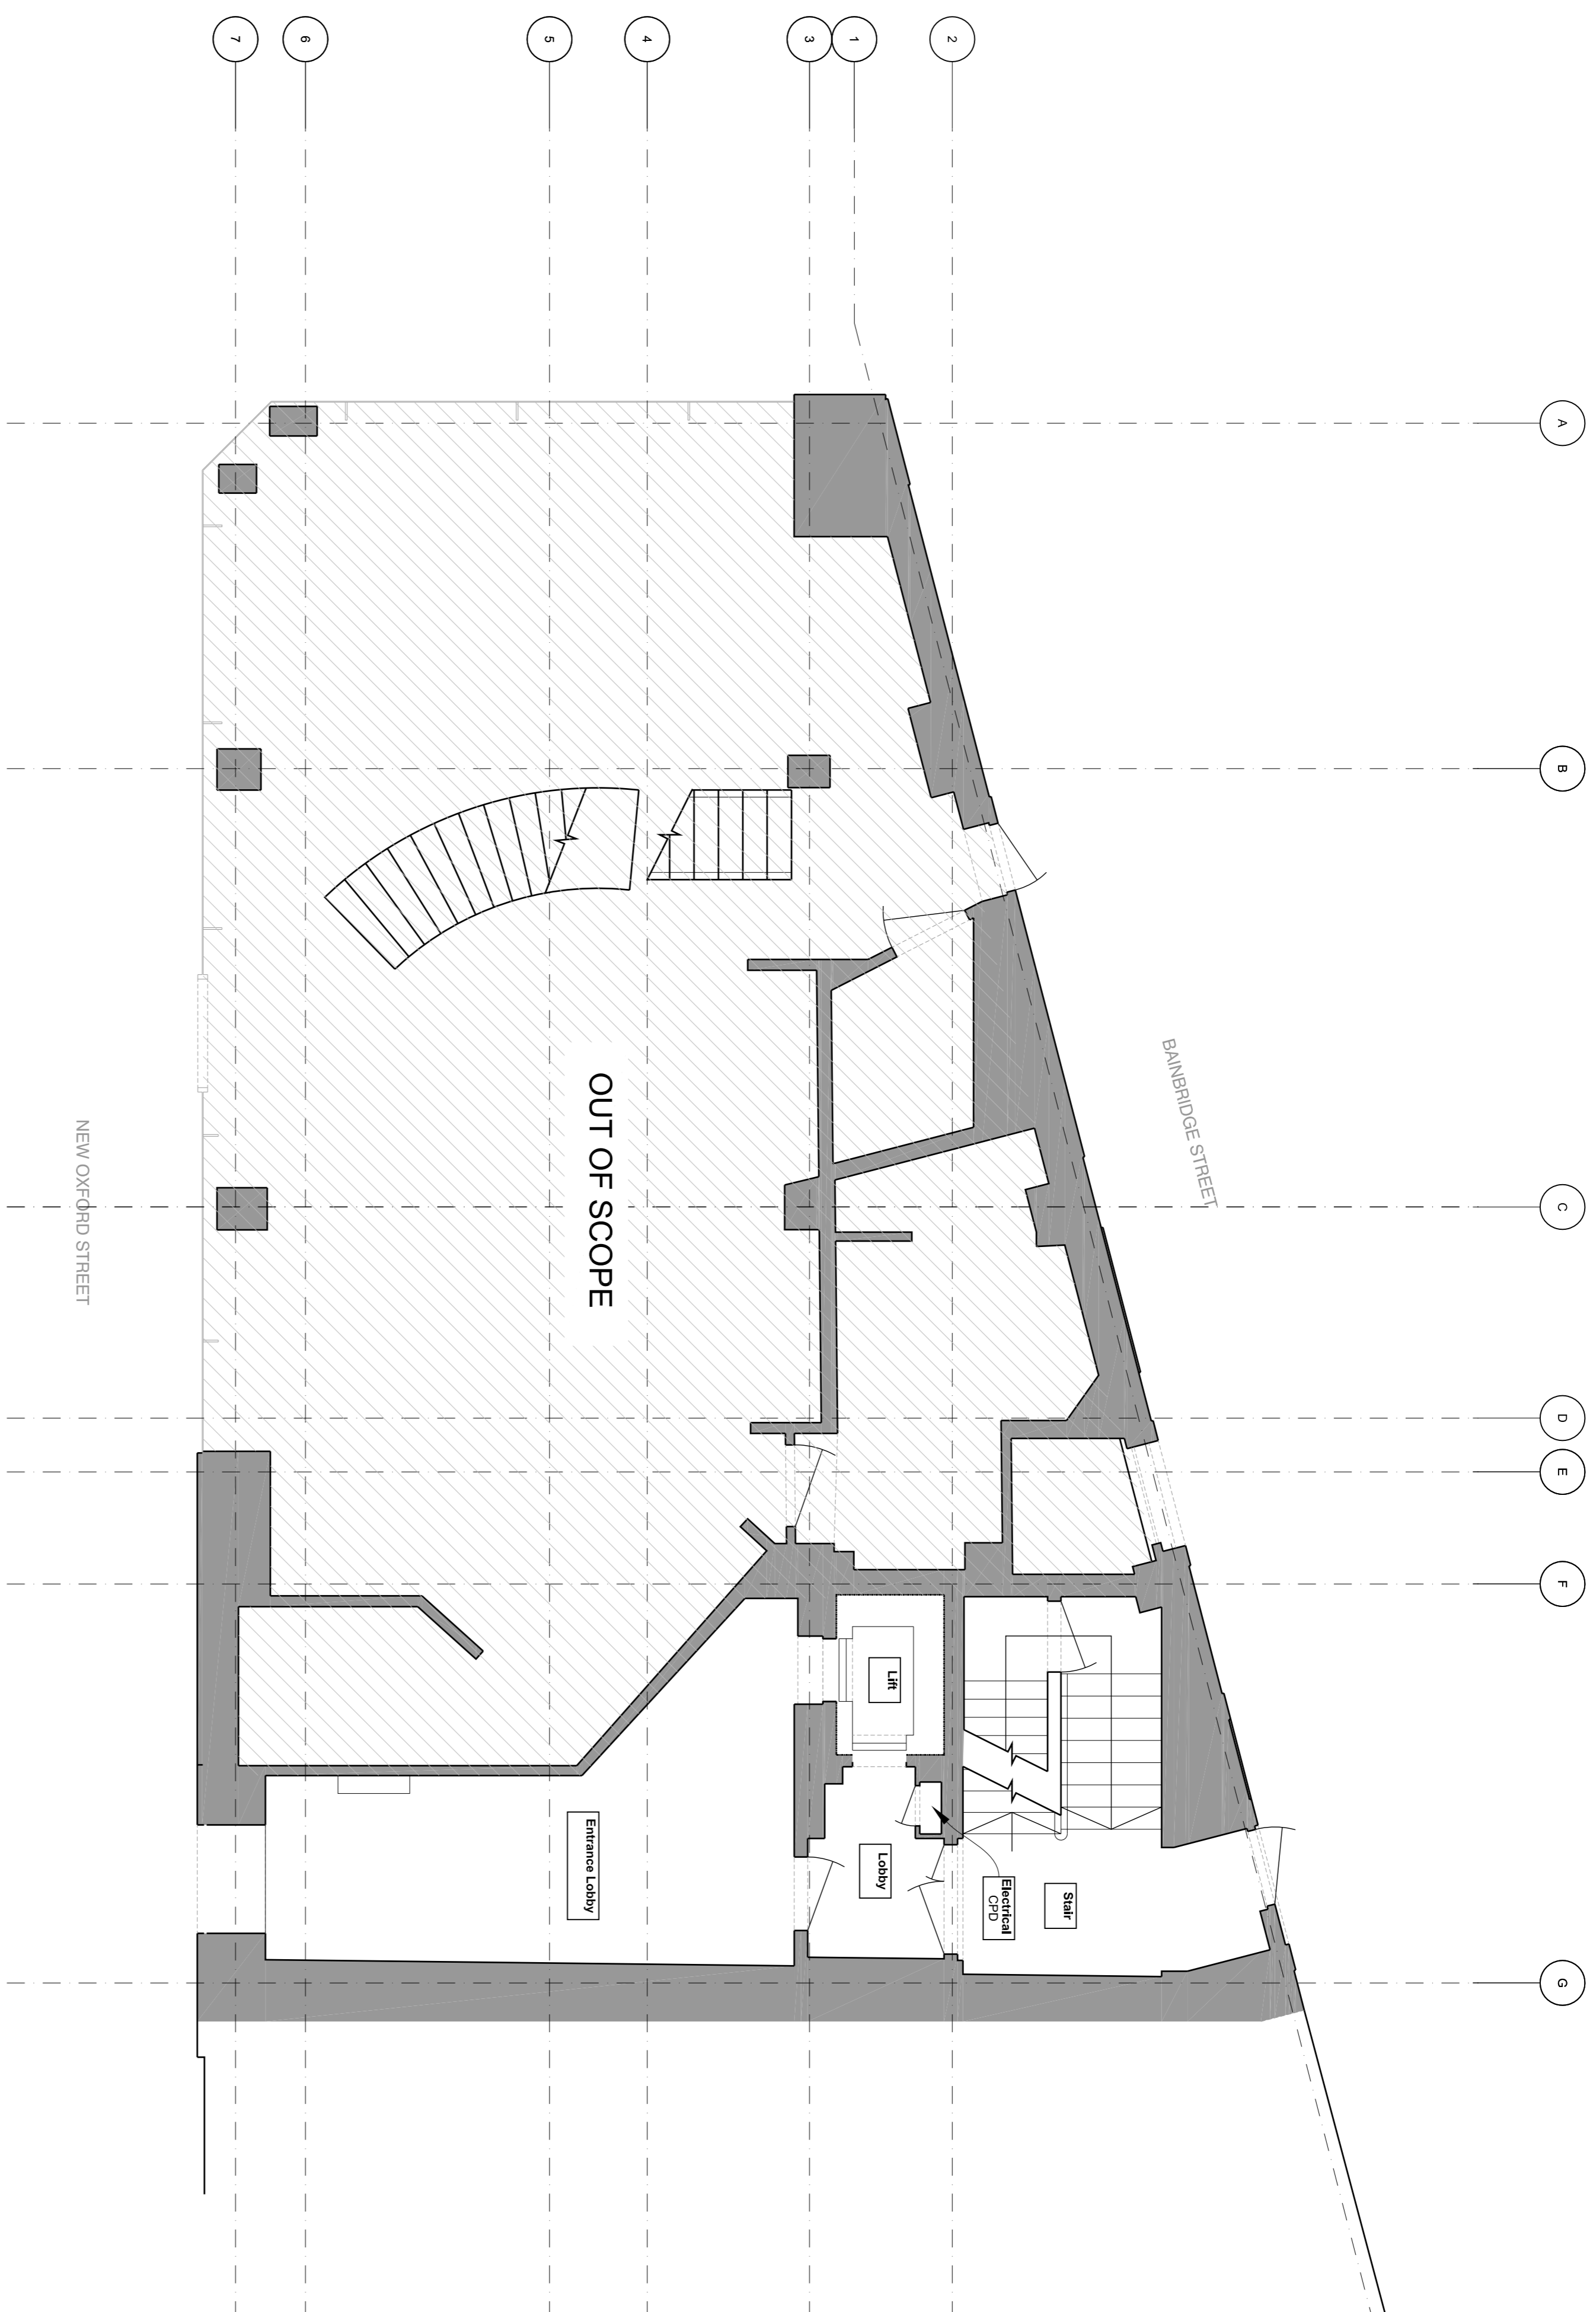 7
6
5
4
3
1
2
A
B
C
D
E
F
G
BAINBRIDGE STREET
NEW OXFORD STREET
OUT OF SCOPE
Lift
Entrance Lobby
Lobby
Electrical
CPD
Stair